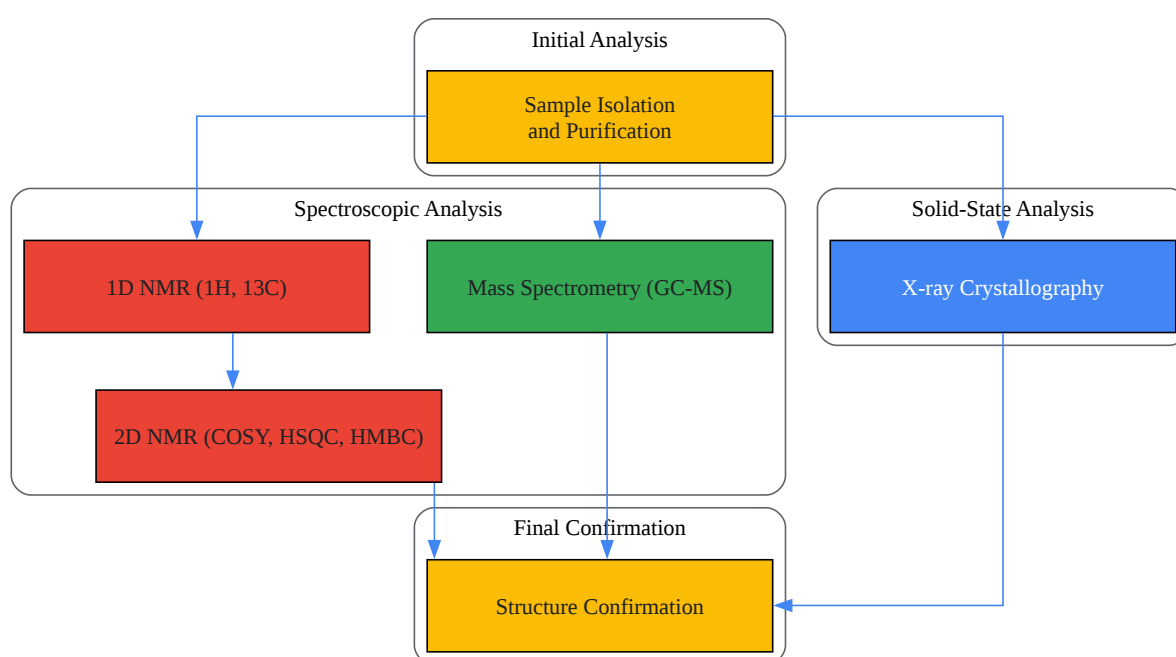 Initial Analysis
Sample Isolation
and Purification
Spectroscopic Analysis
Solid-State Analysis
1D NMR (1H, 13C)
Mass Spectrometry (GC-MS)
X-ray Crystallography
2D NMR (COSY, HSQC, HMBC)
Final Confirmation
Structure Confirmation